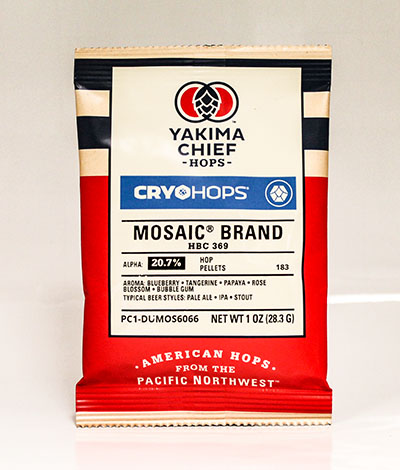 YAKIMA
CHIEF
-HOPS-
CRYOHOPS®
MOSAIC® BRAND
HBC 369
ALPHA: 20.7% HOP PELLETS 183
AROMA: BLUEBERRY • TANGERINE • PAPAYA • ROSE
BLOSSOM • BUBBLE GUM
TYPICAL BEER STYLES: PALE ALE • IPA • STOUT
PC1-DUMOS6066 NET WT 1 OZ (28.3 G)
• AMERICAN HOPS •
FROM THE
PACIFIC NORTHWEST™